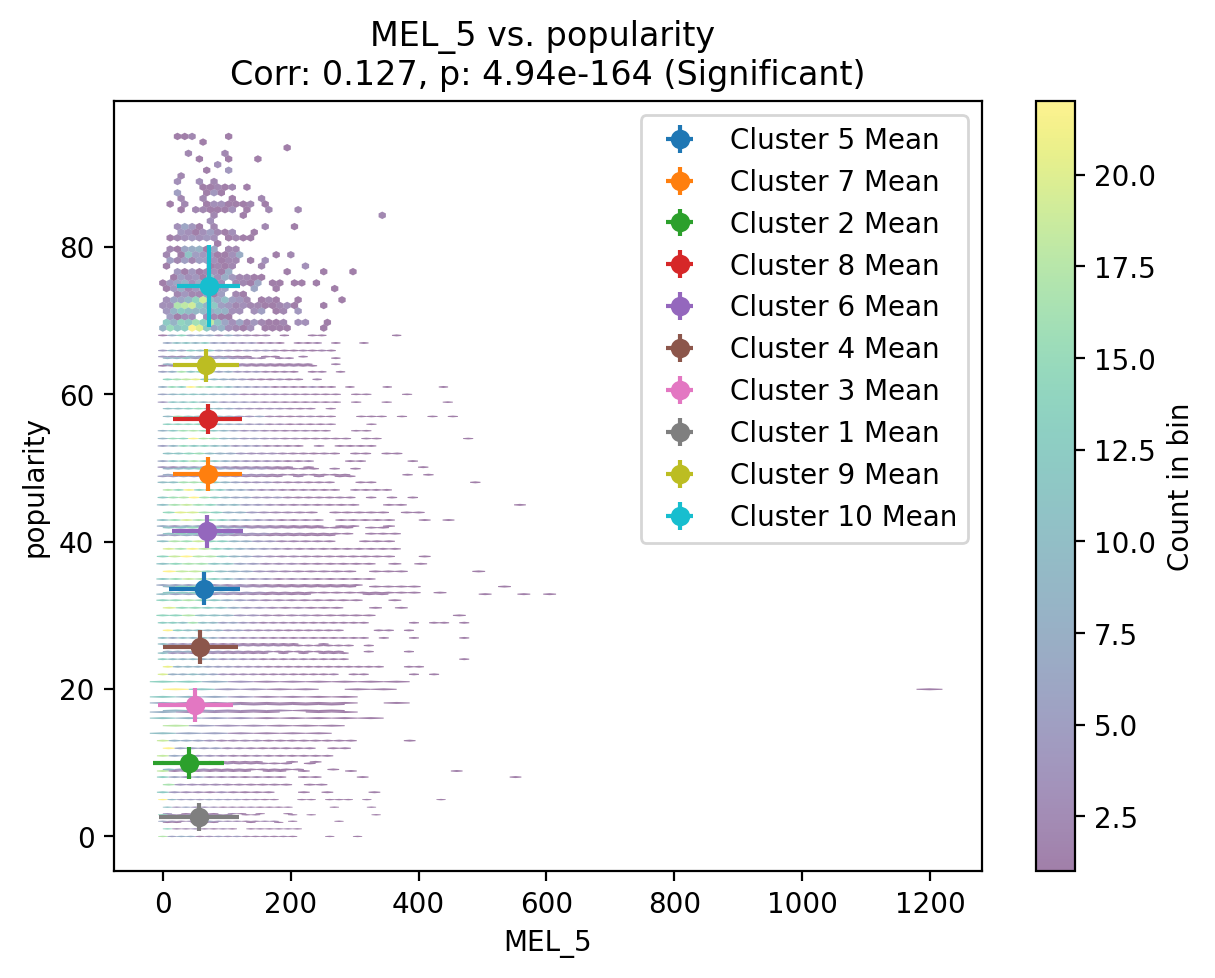 MEL_5 vs. popularity
Corr: 0.127, p: 4.94e-164 (Significant)
popularity
80
60
40
20
0
0 200 400 600 800 1000 1200
MEL_5
Cluster 5 Mean
Cluster 7 Mean
Cluster 2 Mean
Cluster 8 Mean
Cluster 6 Mean
Cluster 4 Mean
Cluster 3 Mean
Cluster 1 Mean
Cluster 9 Mean
Cluster 10 Mean
20.0
17.5
15.0
12.5
10.0
7.5
5.0
2.5
Count in bin